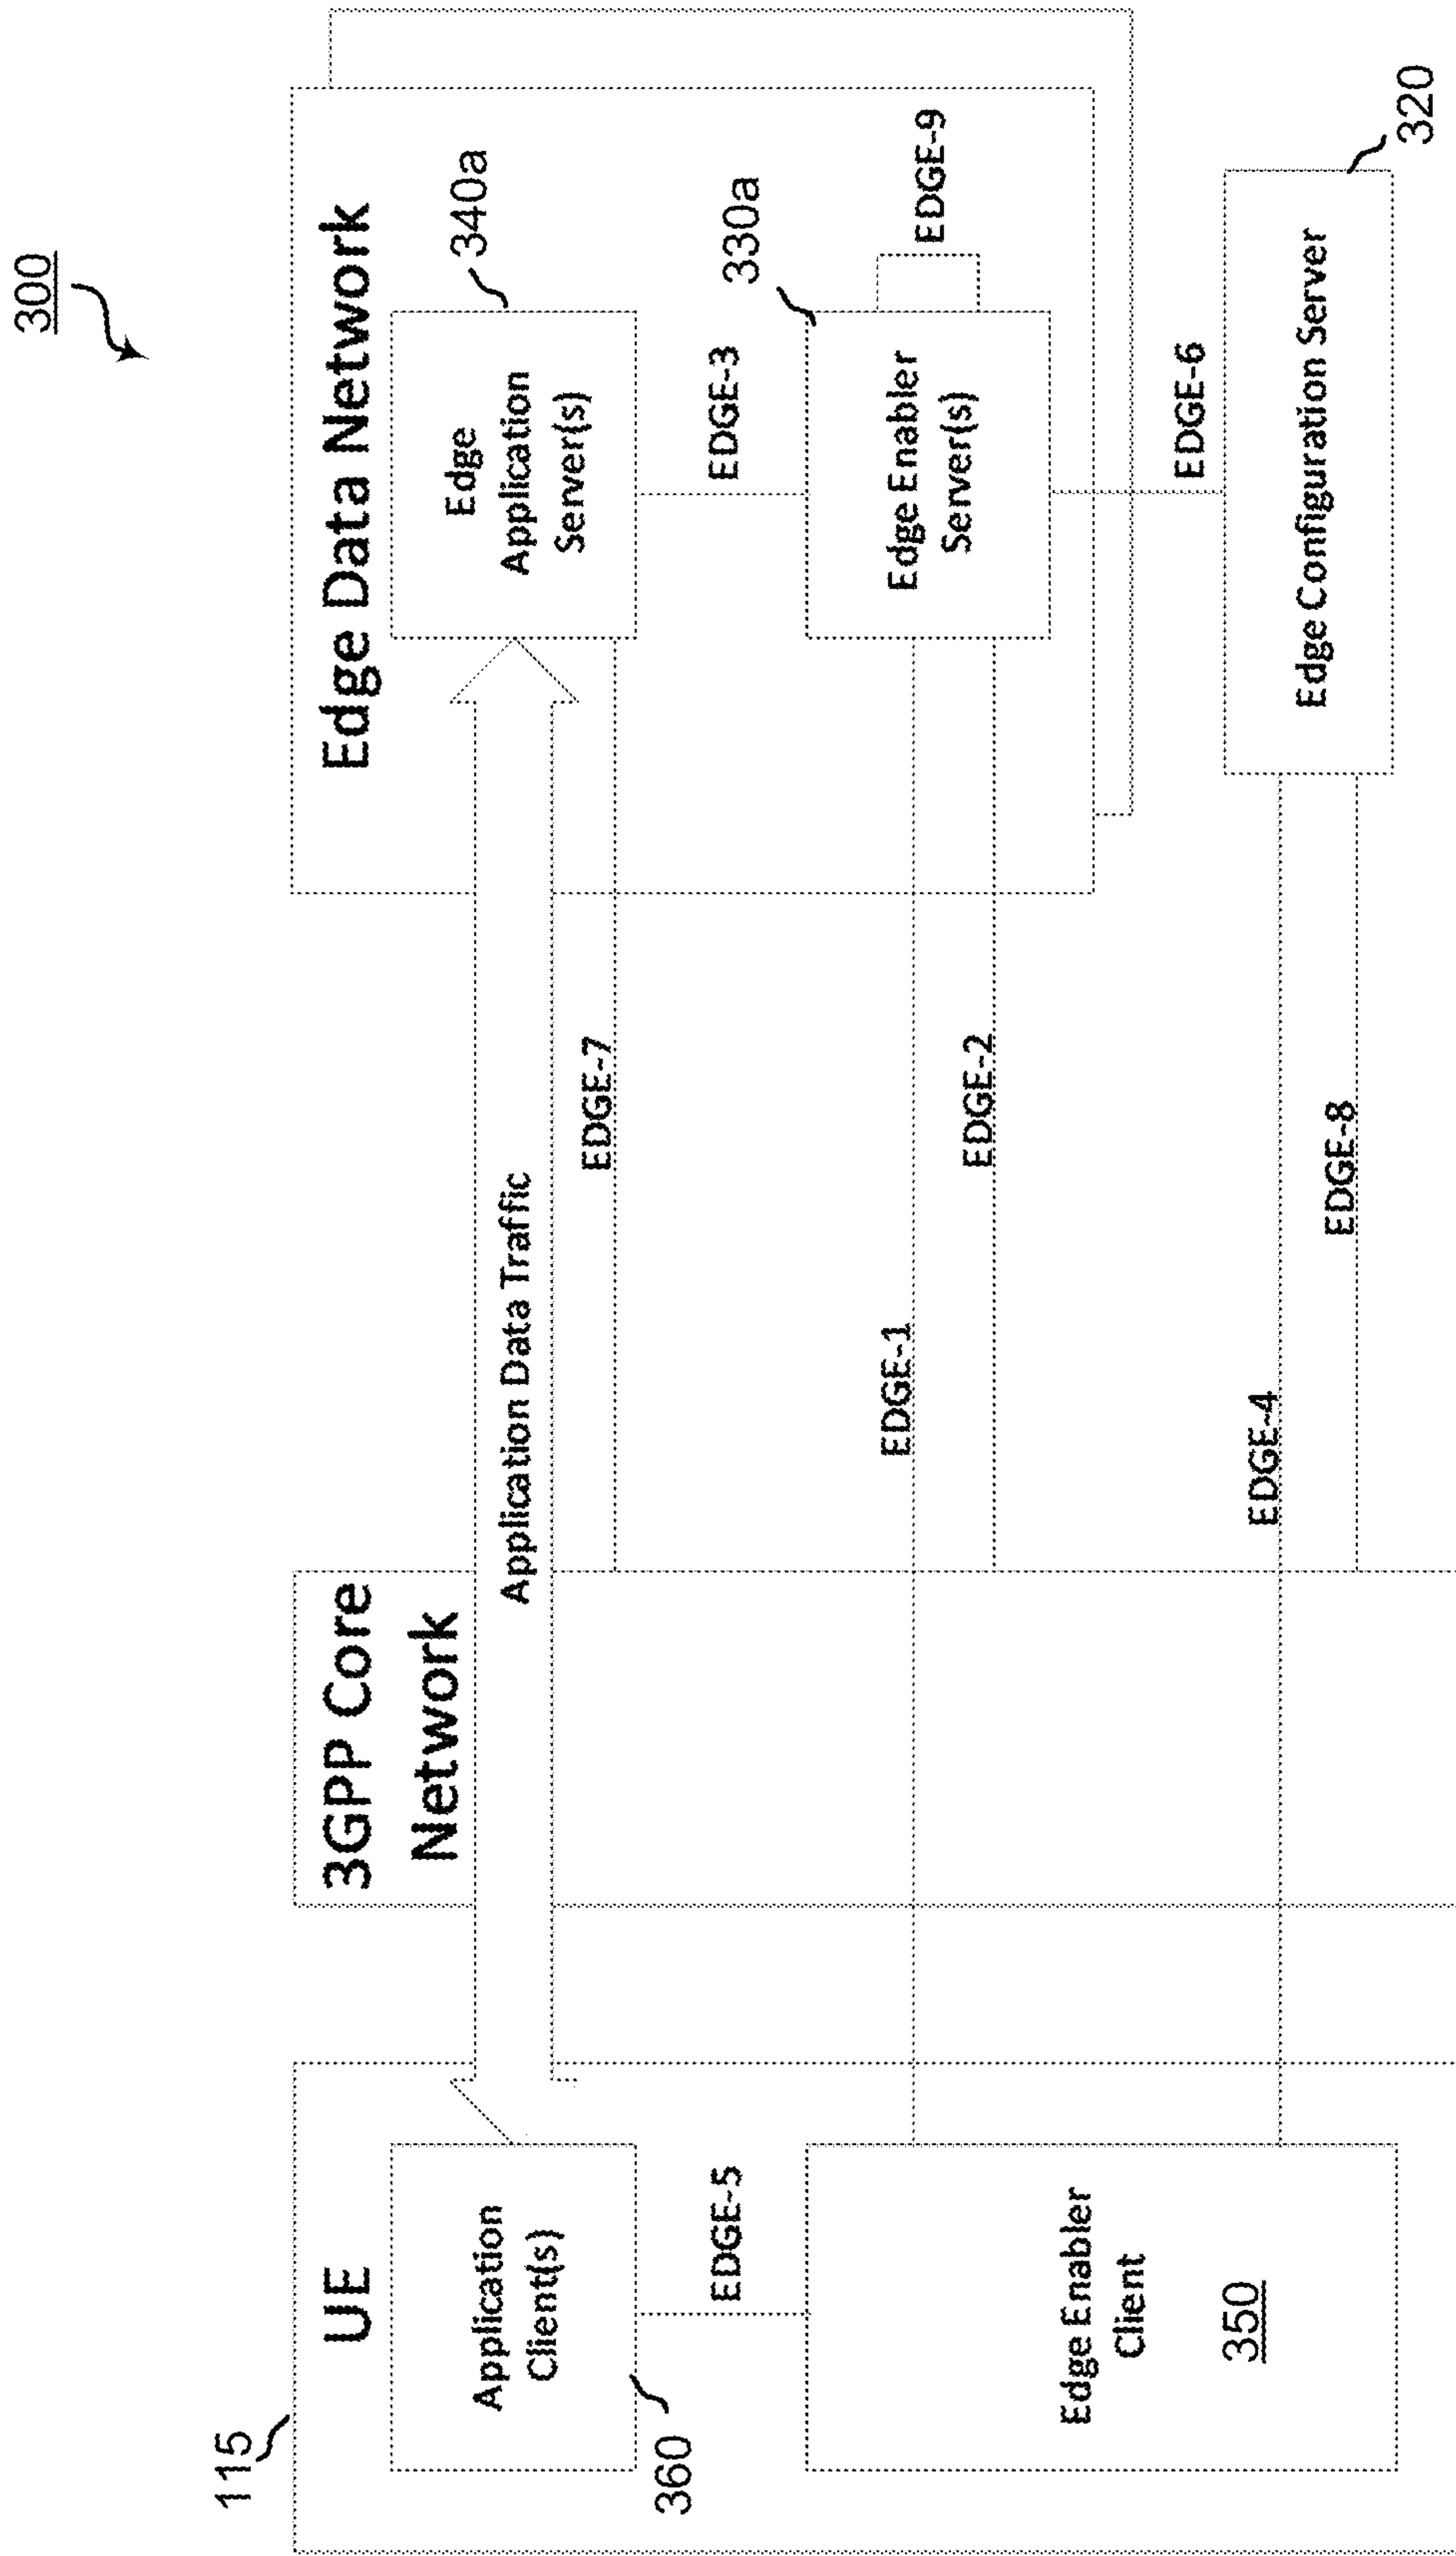 300
115
UE
Application
Client(s)
360
EDGE-5
Edge Enabler
Client
350
3GPP Core
Network
Application Data Traffic
EDGE-7
EDGE-1
EDGE-2
EDGE-4
EDGE-8
Edge Data Network
340a
Edge
Application
Server(s)
EDGE-3
330a
Edge Enabler
Server(s)
EDGE-9
EDGE-6
Edge Configuration Server
320